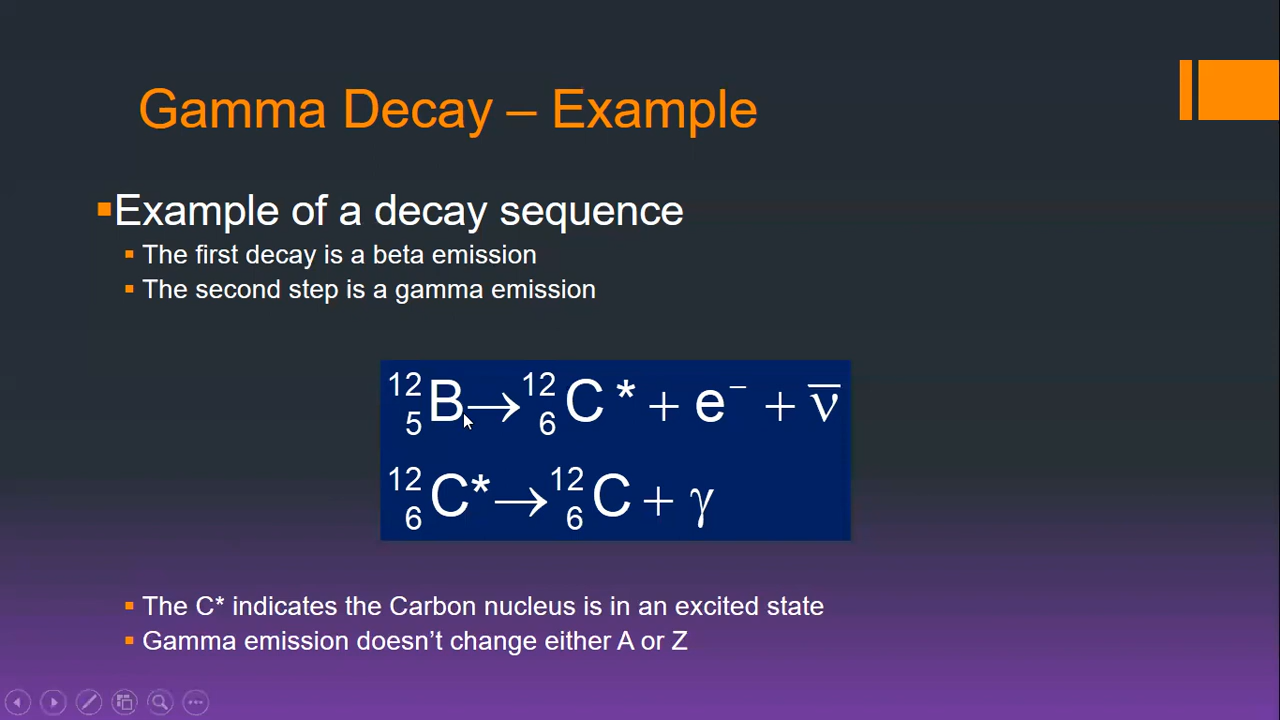 Gamma Decay – Example
Example of a decay sequence
The first decay is a beta emission
The second step is a gamma emission
¹²₅B→¹²₆C* + e⁻ + ν̅
¹²₆C*→¹²₆C + γ
The C* indicates the Carbon nucleus is in an excited state
Gamma emission doesn’t change either A or Z